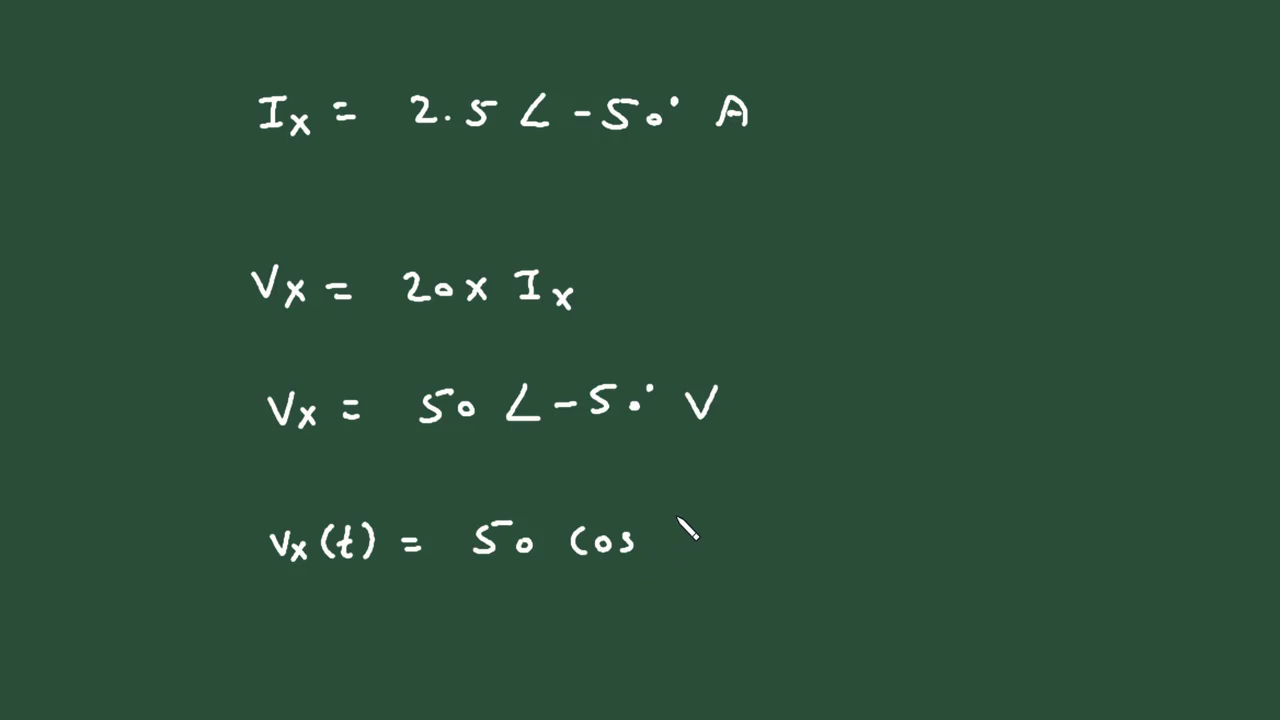 Ix = 2.5 ∠ -50° A
Vx = 20 x Ix
Vx = 50 ∠ -50° V
vx(t) = 50 cos